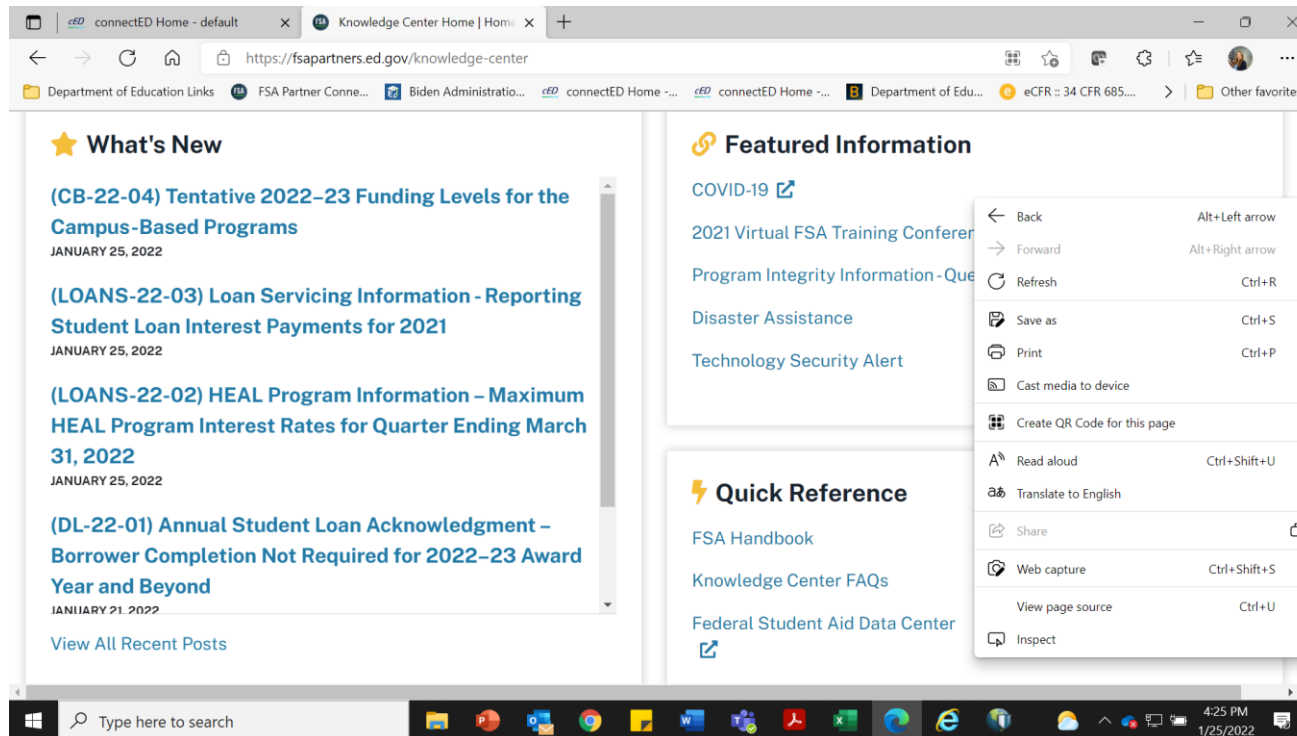 connectED Home - default
Knowledge Center Home | Home
https://fsapartners.ed.gov/knowledge-center
Department of Education Links
FSA Partner Conne...
Biden Administratio...
connectED Home -...
connectED Home -...
Department of Edu...
eCFR :: 34 CFR 685....
Other favorite
What's New
(CB-22-04) Tentative 2022–23 Funding Levels for the
Campus-Based Programs
JANUARY 25, 2022
(LOANS-22-03) Loan Servicing Information - Reporting
Student Loan Interest Payments for 2021
JANUARY 25, 2022
(LOANS-22-02) HEAL Program Information – Maximum
HEAL Program Interest Rates for Quarter Ending March
31, 2022
JANUARY 25, 2022
(DL-22-01) Annual Student Loan Acknowledgment –
Borrower Completion Not Required for 2022–23 Award
Year and Beyond
JANUARY 21, 2022
View All Recent Posts
Featured Information
COVID-19
2021 Virtual FSA Training Conferen
Program Integrity Information - Que
Disaster Assistance
Technology Security Alert
Quick Reference
FSA Handbook
Knowledge Center FAQs
Federal Student Aid Data Center
Back Alt+Left arrow
Forward Alt+Right arrow
Refresh Ctrl+R
Save as Ctrl+S
Print Ctrl+P
Cast media to device
Create QR Code for this page
Read aloud Ctrl+Shift+U
Translate to English
Share
Web capture Ctrl+Shift+S
View page source Ctrl+U
Inspect
Type here to search
4:25 PM
1/25/2022